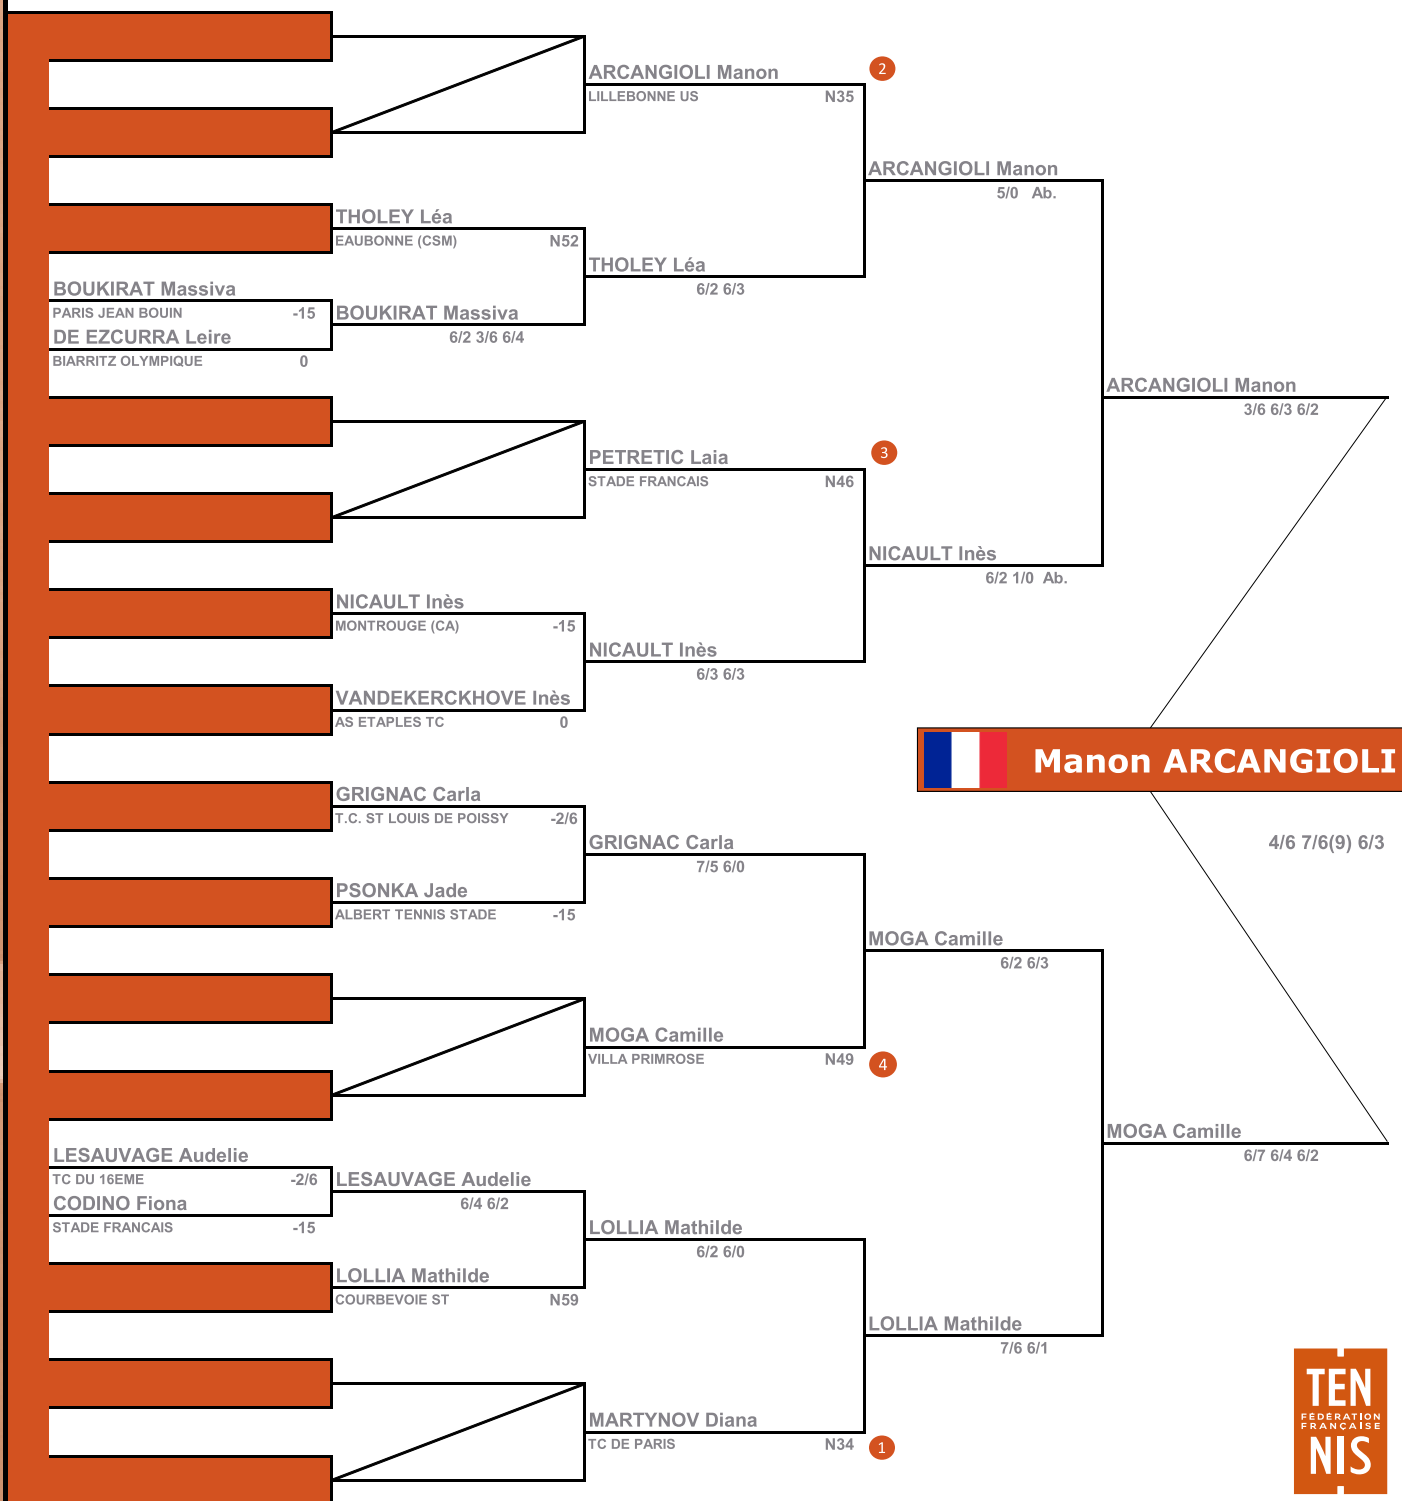 ARCANGIOLI Manon
2
LILLEBONNE US N35
ARCANGIOLI Manon
5/0 Ab.
THOLEY Léa
EAUBONNE (CSM) N52
THOLEY Léa
6/2 6/3
BOUKIRAT Massiva
PARIS JEAN BOUIN -15
BOUKIRAT Massiva
6/2 3/6 6/4
DE EZCURRA Leire
BIARRITZ OLYMPIQUE 0
ARCANGIOLI Manon
3/6 6/3 6/2
PETRETIC Laia
3
STADE FRANCAIS N46
NICAULT Inès
6/2 1/0 Ab.
NICAULT Inès
MONTROUGE (CA) -15
NICAULT Inès
6/3 6/3
VANDEKERCKHOVE Inès
AS ETAPLES TC 0
Manon ARCANGIOLI
4/6 7/6(9) 6/3
GRIGNAC Carla
T.C. ST LOUIS DE POISSY -2/6
GRIGNAC Carla
7/5 6/0
PSONKA Jade
ALBERT TENNIS STADE -15
MOGA Camille
6/2 6/3
MOGA Camille
VILLA PRIMROSE N49
4
MOGA Camille
6/7 6/4 6/2
LESAUVAGE Audelie
TC DU 16EME -2/6
LESAUVAGE Audelie
6/4 6/2
CODINO Fiona
STADE FRANCAIS -15
LOLLIA Mathilde
6/2 6/0
LOLLIA Mathilde
COURBEVOIE ST N59
LOLLIA Mathilde
7/6 6/1
MARTYNOV Diana
TC DE PARIS N34
1
TEN
FÉDÉRATION
FRANÇAISE
NIS